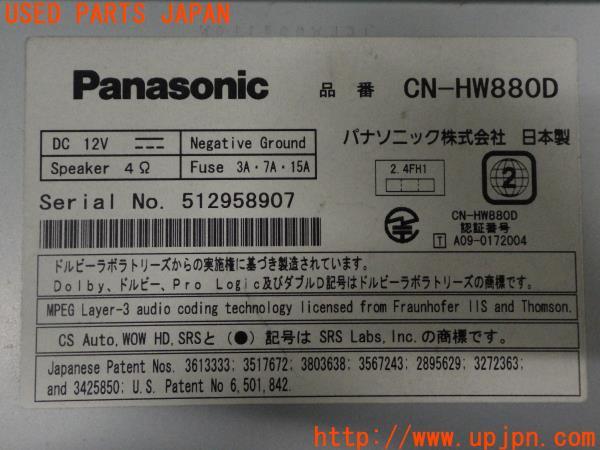 USED PARTS JAPAN
(有)アップ!
Panasonic 品 番 CN-HW880D
DC 12V Negative Ground
Speaker 4Ω Fuse 3A・7A・15A
パナソニック株式会社 日本製
2.4FH1
2
Serial No. 512958907
CN-HW880D
認証番号
T A09-0172004
ドルビーラボラトリーズからの実施権に基づき製造されています。
Dolby、ドルビー、Pro Logic及びダブルD記号はドルビーラボラトリーズの商標です。
MPEG Layer-3 audio coding technology licensed from Fraunhofer IIS and Thomson.
CS Auto,WOW HD,SRSと (●) 記号は SRS Labs,Inc.の商標です。
Japanese Patent Nos. 3613333; 3517672; 3803638; 3567243; 2895629; 3272363;
and 3425850; U.S. Patent No 6,501,842.
http://www.upjpn.com/